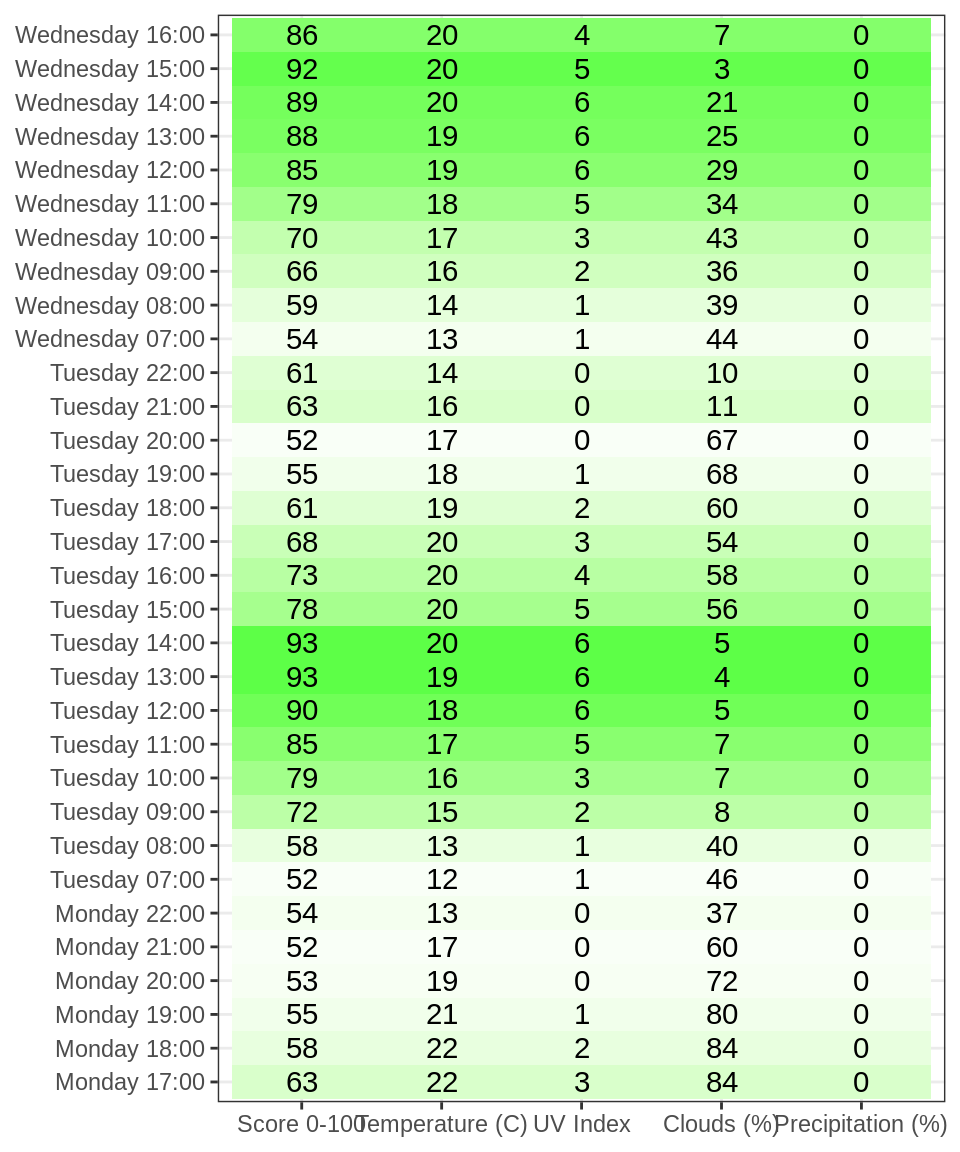 Wednesday 16:00 86 20 4 7 0
Wednesday 15:00 92 20 5 3 0
Wednesday 14:00 89 20 6 21 0
Wednesday 13:00 88 19 6 25 0
Wednesday 12:00 85 19 6 29 0
Wednesday 11:00 79 18 5 34 0
Wednesday 10:00 70 17 3 43 0
Wednesday 09:00 66 16 2 36 0
Wednesday 08:00 59 14 1 39 0
Wednesday 07:00 54 13 1 44 0
Tuesday 22:00 61 14 0 10 0
Tuesday 21:00 63 16 0 11 0
Tuesday 20:00 52 17 0 67 0
Tuesday 19:00 55 18 1 68 0
Tuesday 18:00 61 19 2 60 0
Tuesday 17:00 68 20 3 54 0
Tuesday 16:00 73 20 4 58 0
Tuesday 15:00 78 20 5 56 0
Tuesday 14:00 93 20 6 5 0
Tuesday 13:00 93 19 6 4 0
Tuesday 12:00 90 18 6 5 0
Tuesday 11:00 85 17 5 7 0
Tuesday 10:00 79 16 3 7 0
Tuesday 09:00 72 15 2 8 0
Tuesday 08:00 58 13 1 40 0
Tuesday 07:00 52 12 1 46 0
Monday 22:00 54 13 0 37 0
Monday 21:00 52 17 0 60 0
Monday 20:00 53 19 0 72 0
Monday 19:00 55 21 1 80 0
Monday 18:00 58 22 2 84 0
Monday 17:00 63 22 3 84 0
Score 0-100 Temperature (C) UV Index Clouds (%) Precipitation (%)